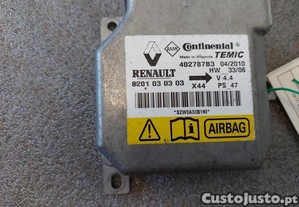 Continental
Made in Allemagne TEMIC
402787B3 04/2010
RENAULT
HW 33/06
8201 03 03 03
V 4.4
X44 PS 47
AIRBAG
CustoJusto.pt